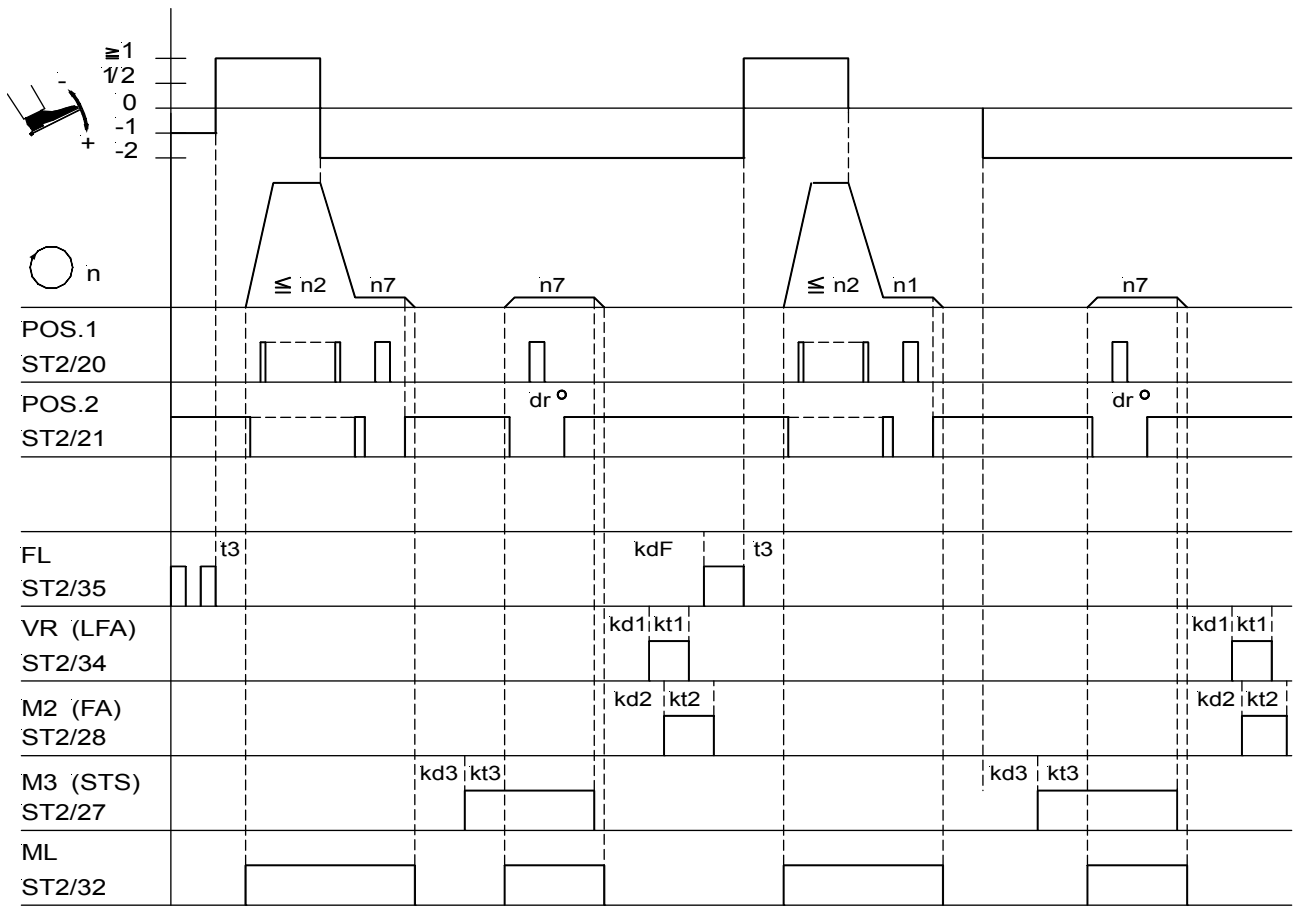 ≧1
1/2
0
-1
-2
-
+
n
≦ n2
n7
n7
≦ n2
n1
n7
POS.1
ST2/20
POS.2
ST2/21
dr°
dr°
FL
ST2/35
t3
kdF
t3
VR (LFA)
ST2/34
kd1
kt1
kd1
kt1
M2 (FA)
ST2/28
kd2
kt2
kd2
kt2
M3 (STS)
ST2/27
kd3
kt3
kd3
kt3
ML
ST2/32